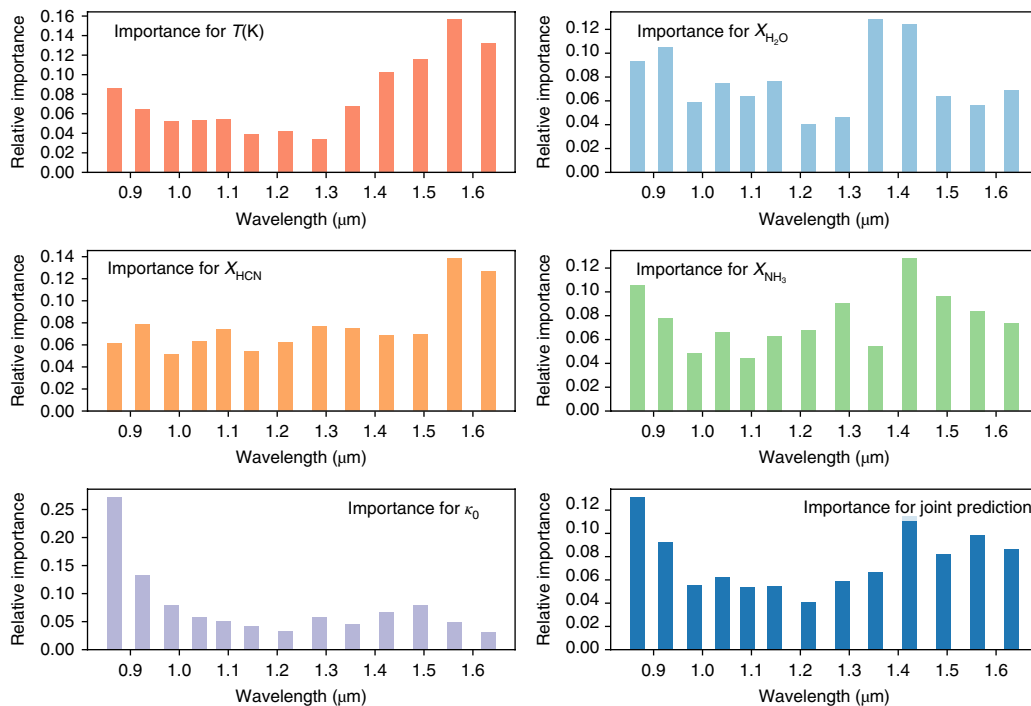 Importance for T(K)
Relative importance
0.16
0.14
0.12
0.10
0.08
0.06
0.04
0.02
0.00
0.9 1.0 1.1 1.2 1.3 1.4 1.5 1.6
Wavelength (μm)
Importance for X_H₂O
Relative importance
0.12
0.10
0.08
0.06
0.04
0.02
0.00
0.9 1.0 1.1 1.2 1.3 1.4 1.5 1.6
Wavelength (μm)
Importance for X_HCN
Relative importance
0.14
0.12
0.10
0.08
0.06
0.04
0.02
0.00
0.9 1.0 1.1 1.2 1.3 1.4 1.5 1.6
Wavelength (μm)
Importance for X_NH₃
Relative importance
0.12
0.10
0.08
0.06
0.04
0.02
0.00
0.9 1.0 1.1 1.2 1.3 1.4 1.5 1.6
Wavelength (μm)
Importance for κ₀
Relative importance
0.25
0.20
0.15
0.10
0.05
0.00
0.9 1.0 1.1 1.2 1.3 1.4 1.5 1.6
Wavelength (μm)
Importance for joint prediction
Relative importance
0.12
0.10
0.08
0.06
0.04
0.02
0.00
0.9 1.0 1.1 1.2 1.3 1.4 1.5 1.6
Wavelength (μm)